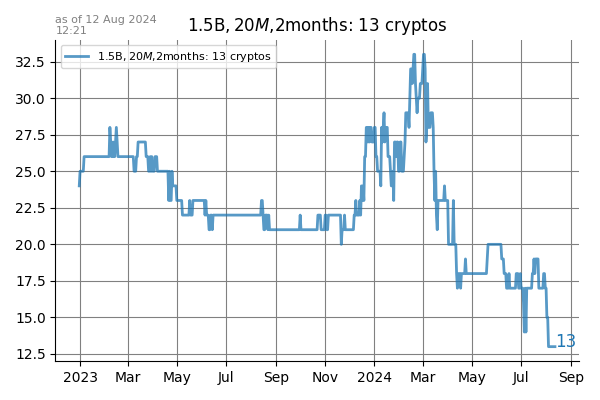 as of 12 Aug 2024
12:21
1.5B, 20M,2months: 13 cryptos
1.5B, 20M,2months: 13 cryptos
32.5
30.0
27.5
25.0
22.5
20.0
17.5
15.0
12.5
13
2023 Mar May Jul Sep Nov 2024 Mar May Jul Sep